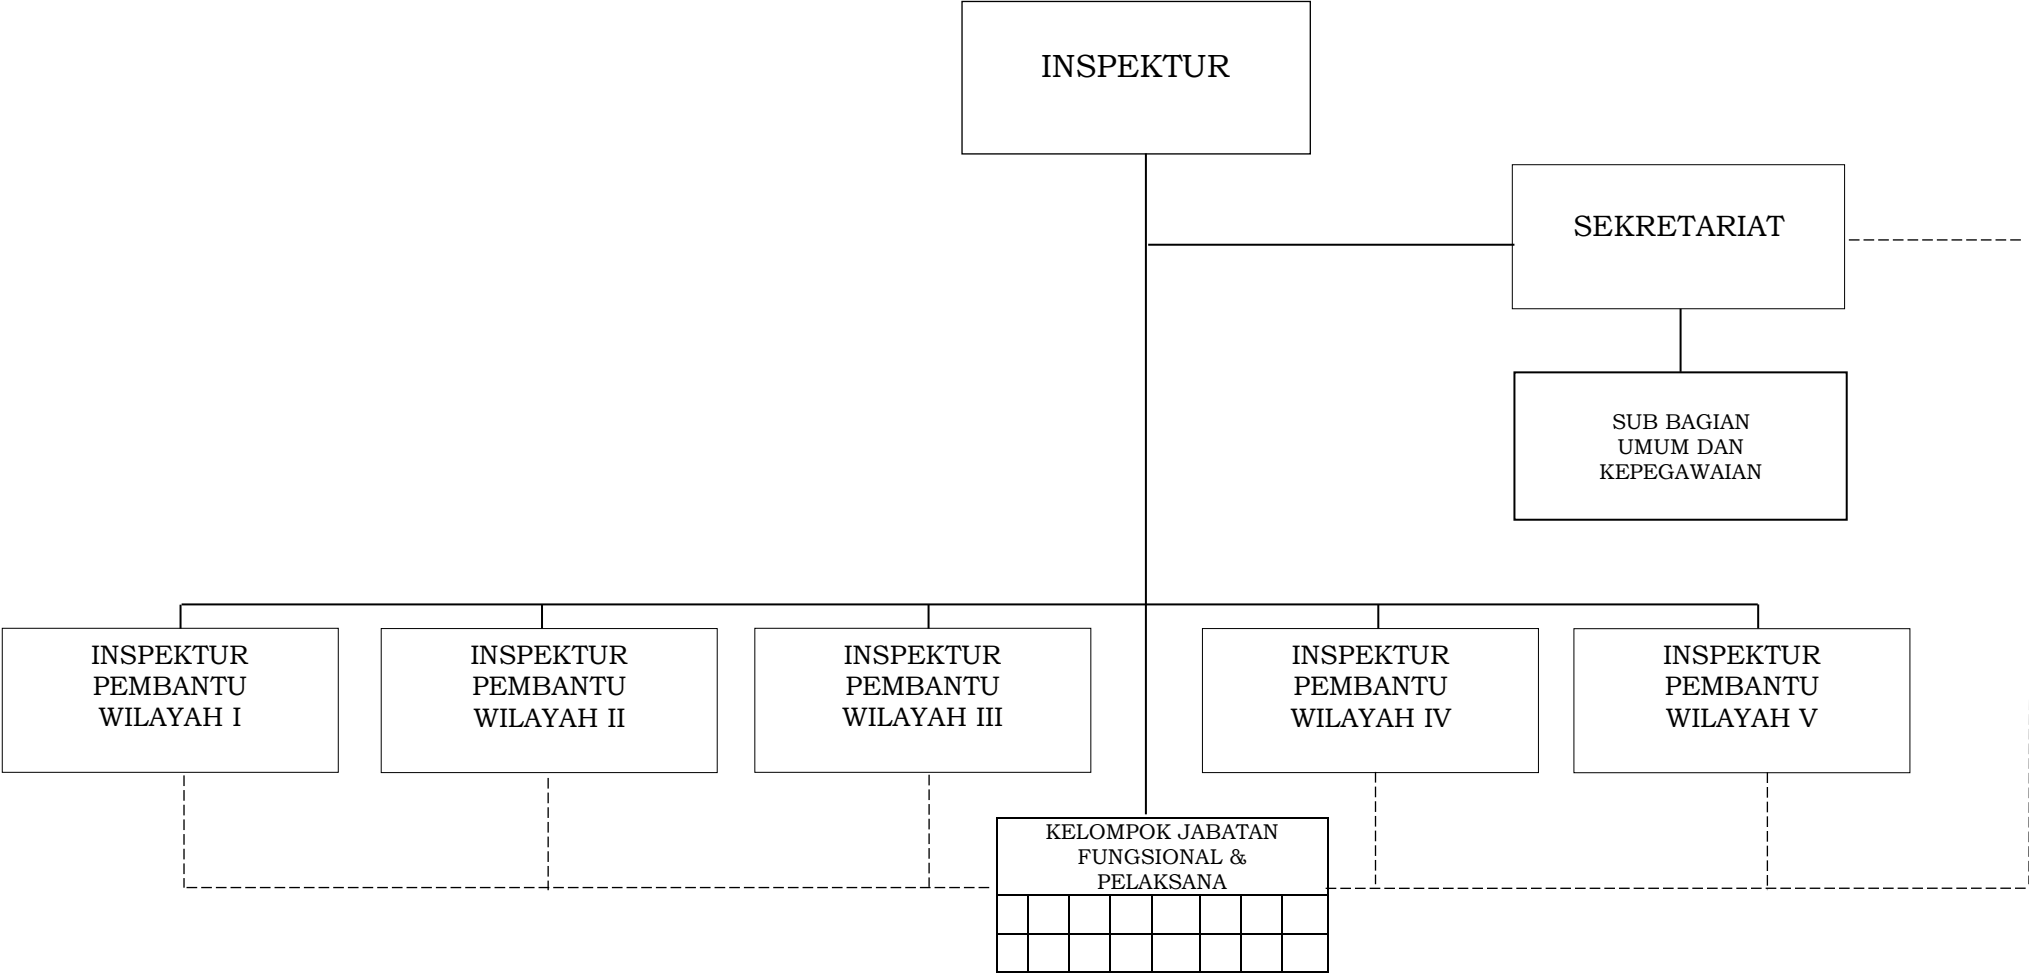 INSPEKTUR
SEKRETARIAT
SUB BAGIAN
UMUM DAN
KEPEGAWAIAN
INSPEKTUR
PEMBANTU
WILAYAH I
INSPEKTUR
PEMBANTU
WILAYAH II
INSPEKTUR
PEMBANTU
WILAYAH III
INSPEKTUR
PEMBANTU
WILAYAH IV
INSPEKTUR
PEMBANTU
WILAYAH V
KELOMPOK JABATAN
FUNGSIONAL &
PELAKSANA